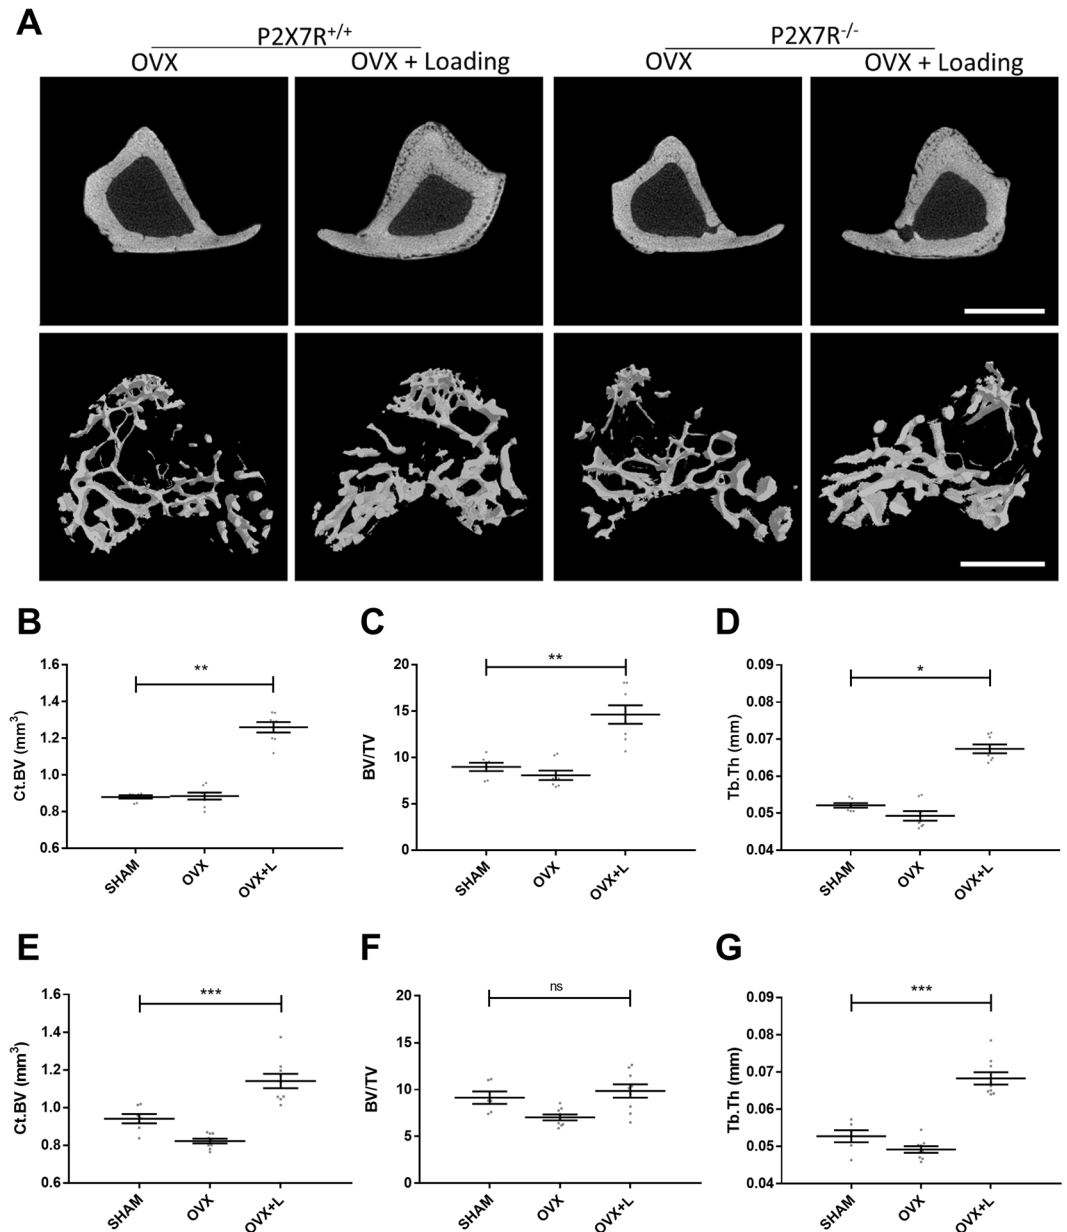 A
P2X7R+/+
P2X7R-/-
OVX
OVX + Loading
OVX
OVX + Loading
B
C
D
Ct.BV (mm3)
1.6
1.4
1.2
1.0
0.8
0.6
**
SHAM
OVX
OVX+L
BV/TV
20
15
10
5
0
**
SHAM
OVX
OVX+L
Tb.Th (mm)
0.09
0.08
0.07
0.06
0.05
0.04
*
SHAM
OVX
OVX+L
E
F
G
Ct.BV (mm3)
1.6
1.4
1.2
1.0
0.8
0.6
***
SHAM
OVX
OVX+L
BV/TV
20
15
10
5
0
ns
SHAM
OVX
OVX+L
Tb.Th (mm)
0.09
0.08
0.07
0.06
0.05
0.04
***
SHAM
OVX
OVX+L